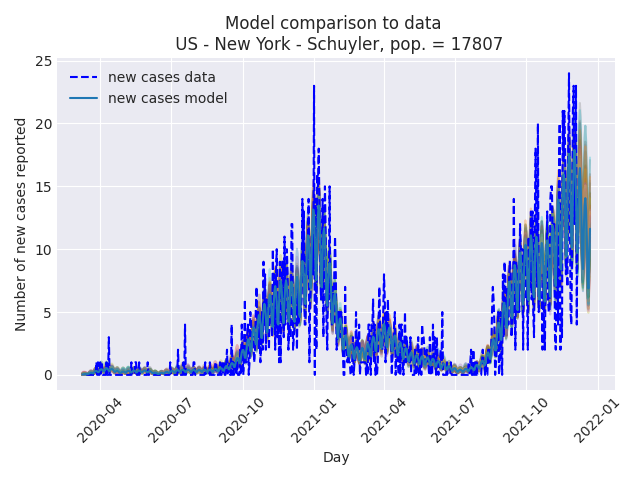 Model comparison to data
US - New York - Schuyler, pop. = 17807
new cases data
new cases model
Number of new cases reported
25
20
15
10
5
0
2020-04
2020-07
2020-10
2021-01
2021-04
2021-07
2021-10
2022-01
Day